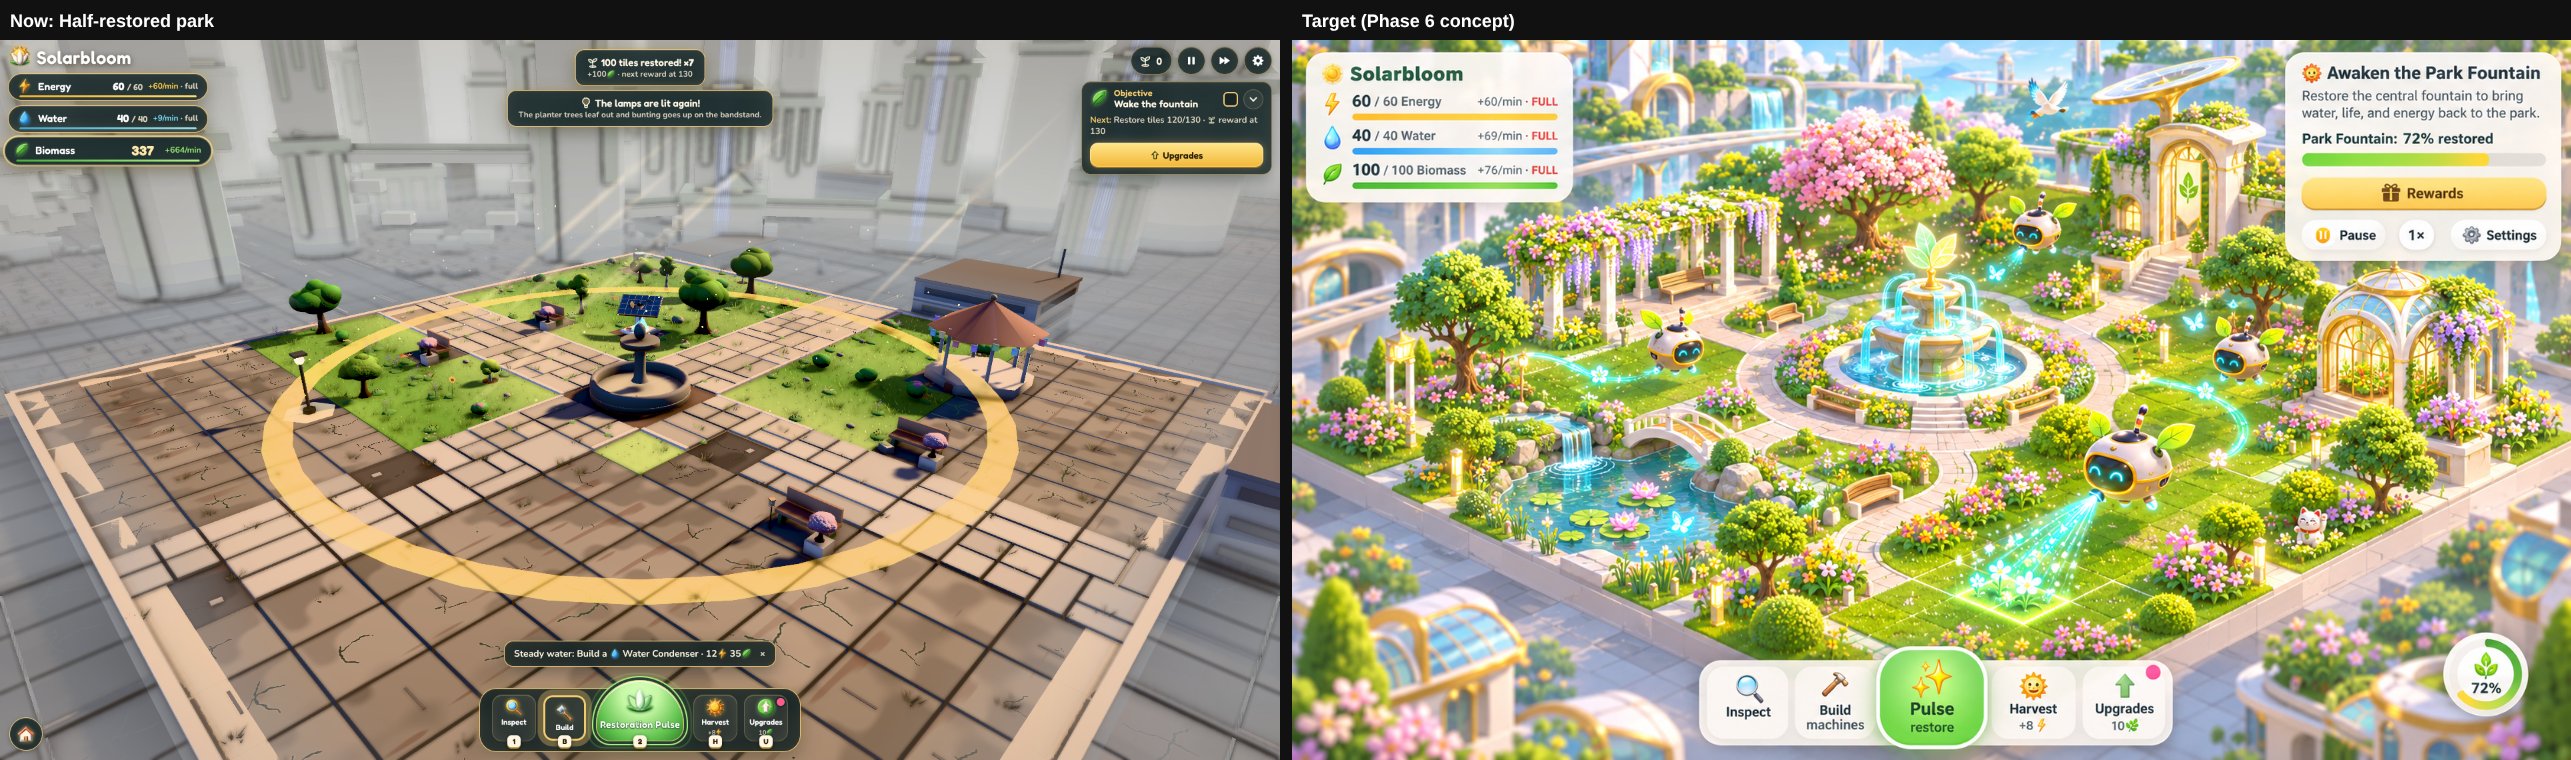 Now: Half-restored park
Solarbloom
Energy 60 / 60 +60/min · full
Water 40 / 40 +9/min · full
Biomass 337 +664/min
100 tiles restored! ×7
+100 · next reward at 130
The lamps are lit again!
The planter trees leaf out and bunting goes up on the bandstand.
0
Objective
Wake the fountain
Next: Restore tiles 120/130 · reward at
130
Upgrades
Steady water: Build a Water Condenser · 12 35 ×
Inspect
1
Build
B
Restoration Pulse
2
Harvest
+8
H
Upgrades
10
U
Target (Phase 6 concept)
Solarbloom
60 / 60 Energy +60/min · FULL
40 / 40 Water +69/min · FULL
100 / 100 Biomass +76/min · FULL
Awaken the Park Fountain
Restore the central fountain to bring
water, life, and energy back to the park.
Park Fountain: 72% restored
Rewards
Pause
1×
Settings
Inspect
Build
machines
Pulse
restore
Harvest
+8
Upgrades
10
72%